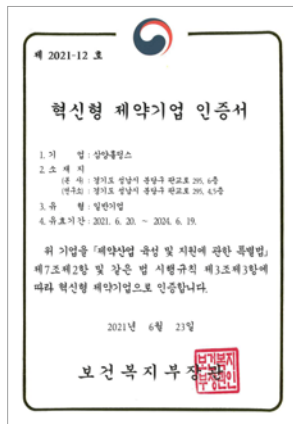 제 2021-12 호
혁신형 제약기업 인증서
1. 기 업 : 삼양홀딩스
2. 소 재 지
(본 사) : 경기도 성남시 분당구 판교로 295, 6층
(연구소) : 경기도 성남시 분당구 판교로 295, 4,5층
3. 유 형 : 일반기업
4. 유효기간 : 2021. 6. 20. ~ 2024. 6. 19.
위 기업을 「제약산업 육성 및 지원에 관한 특별법」
제7조제2항 및 같은 법 시행규칙 제3조제3항에
따라 혁신형 제약기업으로 인증합니다.
2021년 6월 23일
보건복지부장관
보건복지
부장관인